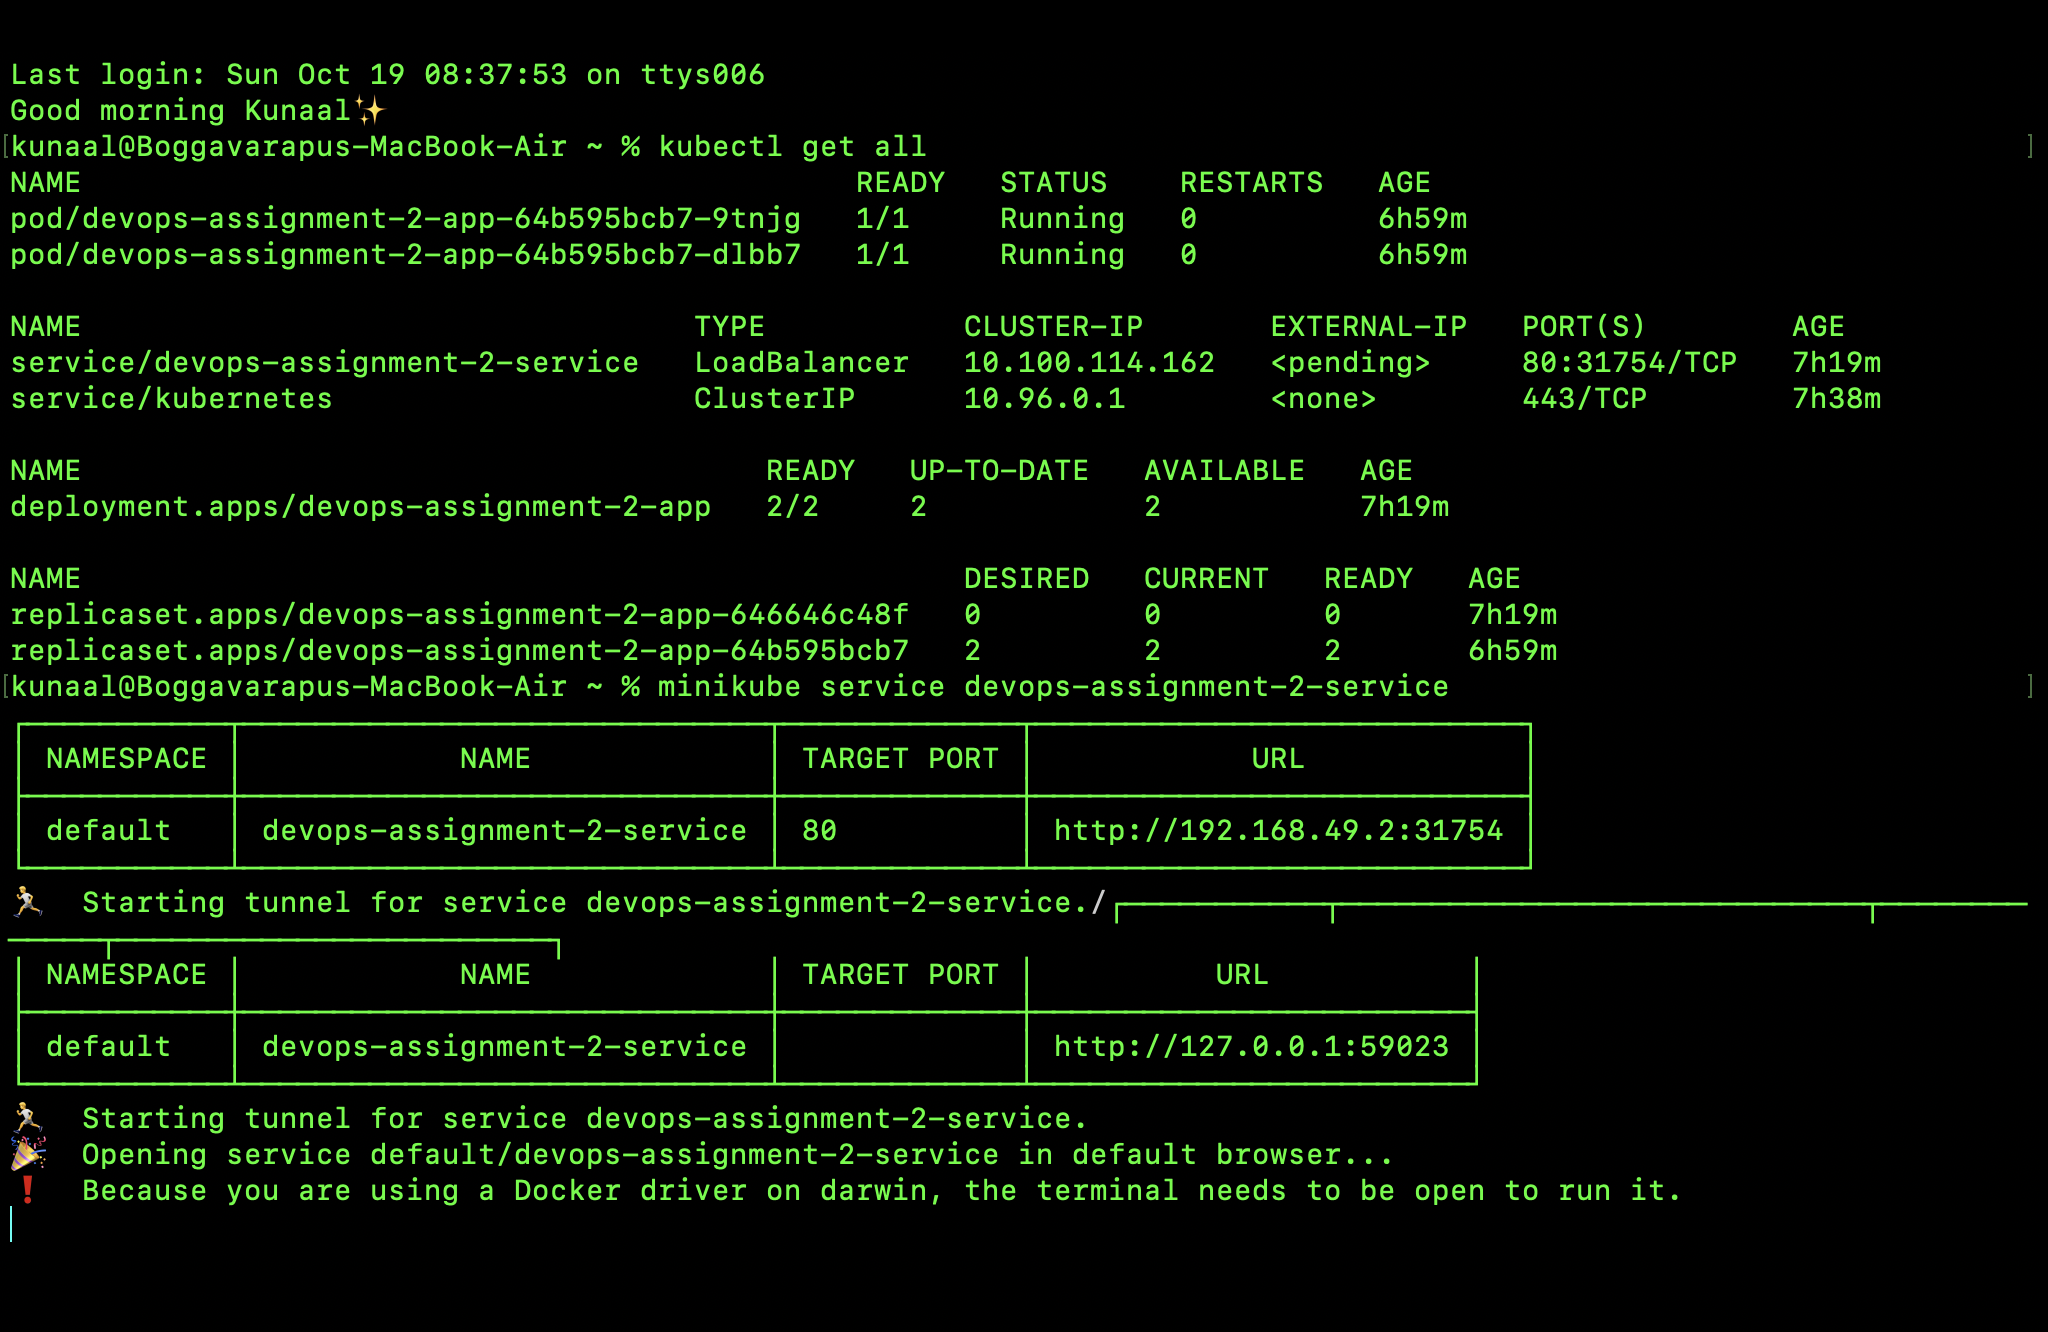 Last login: Sun Oct 19 08:37:53 on ttys006
Good morning Kunaal✨
[kunaal@Boggavarapus-MacBook-Air ~ % kubectl get all ]
NAME READY STATUS RESTARTS AGE
pod/devops-assignment-2-app-64b595bcb7-9tnjg 1/1 Running 0 6h59m
pod/devops-assignment-2-app-64b595bcb7-dlbb7 1/1 Running 0 6h59m
NAME TYPE CLUSTER-IP EXTERNAL-IP PORT(S) AGE
service/devops-assignment-2-service LoadBalancer 10.100.114.162 <pending> 80:31754/TCP 7h19m
service/kubernetes ClusterIP 10.96.0.1 <none> 443/TCP 7h38m
NAME READY UP-TO-DATE AVAILABLE AGE
deployment.apps/devops-assignment-2-app 2/2 2 2 7h19m
NAME DESIRED CURRENT READY AGE
replicaset.apps/devops-assignment-2-app-646646c48f 0 0 0 7h19m
replicaset.apps/devops-assignment-2-app-64b595bcb7 2 2 2 6h59m
[kunaal@Boggavarapus-MacBook-Air ~ % minikube service devops-assignment-2-service ]
NAMESPACE NAME TARGET PORT URL
default devops-assignment-2-service 80 http://192.168.49.2:31754
🏃 Starting tunnel for service devops-assignment-2-service./
NAMESPACE NAME TARGET PORT URL
default devops-assignment-2-service http://127.0.0.1:59023
🏃 Starting tunnel for service devops-assignment-2-service.
🎉 Opening service default/devops-assignment-2-service in default browser...
❗ Because you are using a Docker driver on darwin, the terminal needs to be open to run it.